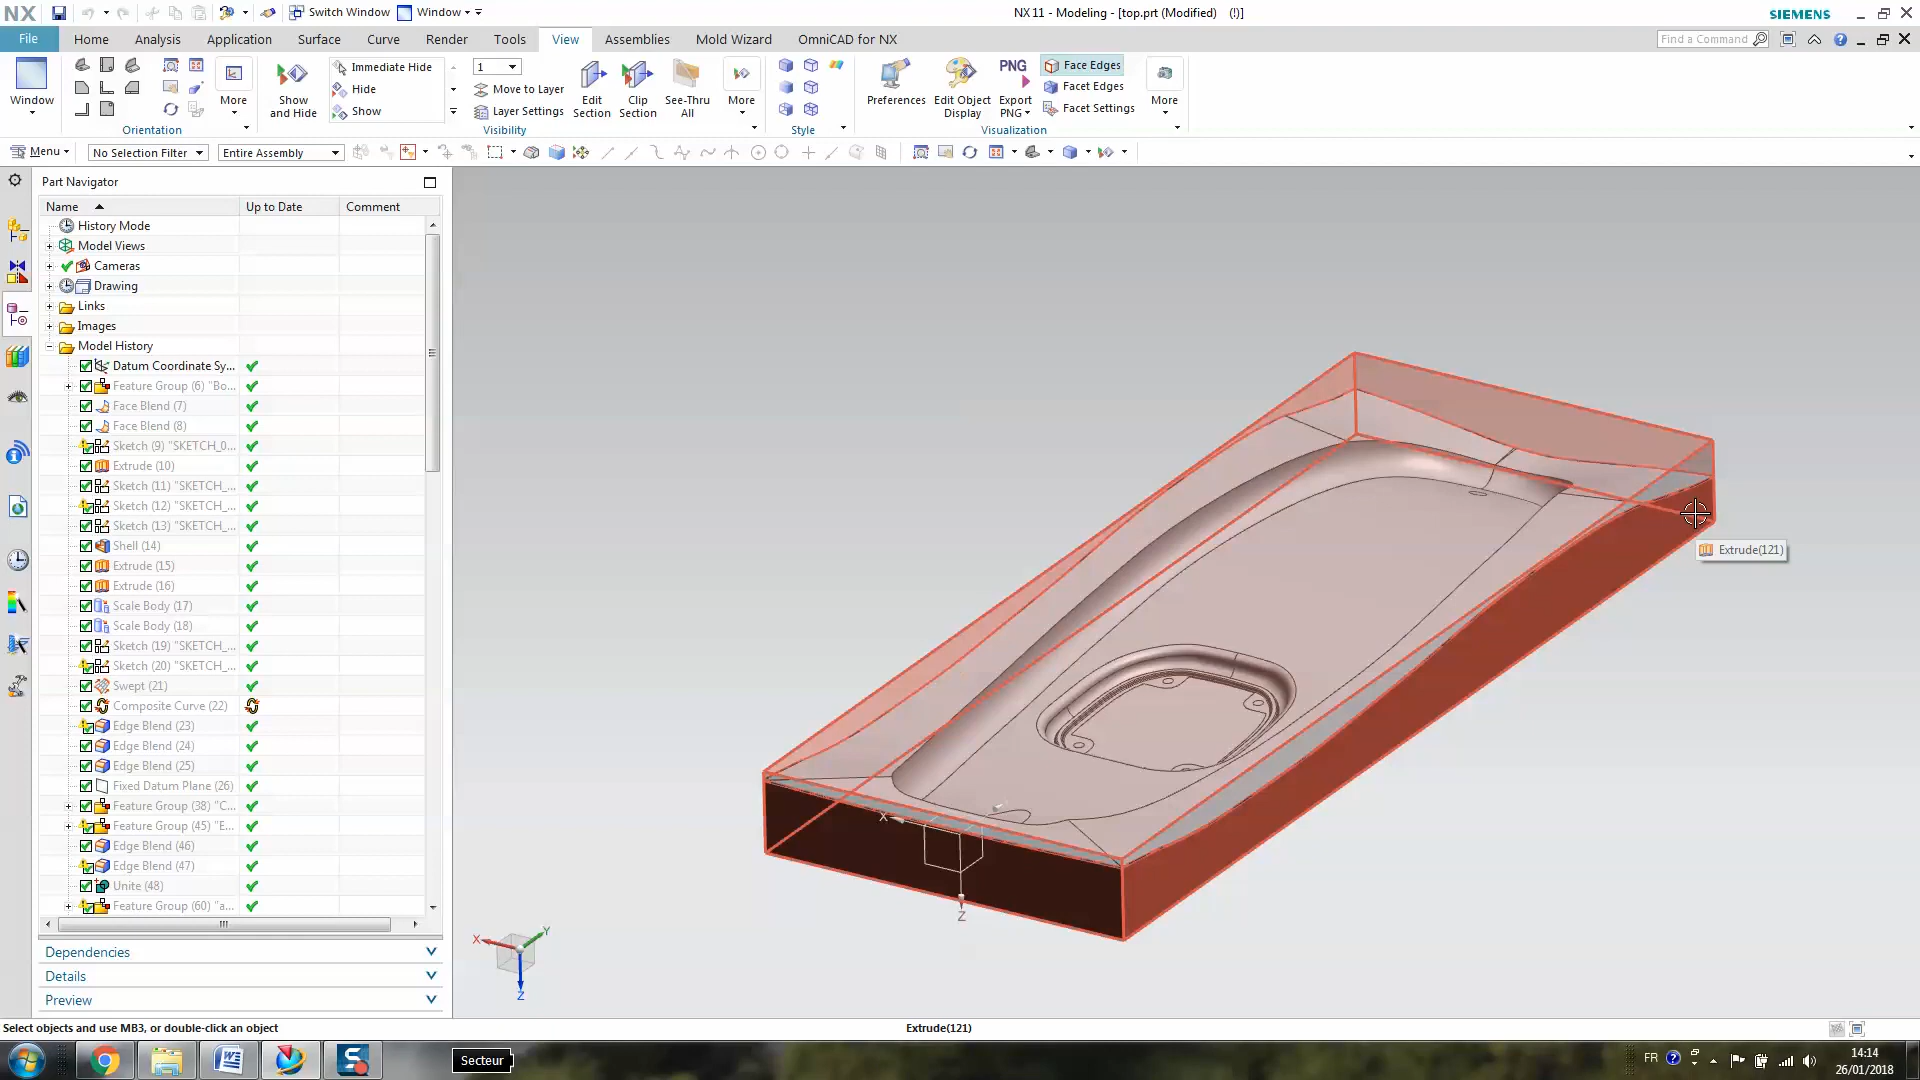 NX
Switch Window
Window
NX 11 - Modeling - [top.prt (Modified)   (!)]
SIEMENS
File
Home
Analysis
Application
Surface
Curve
Render
Tools
View
Assemblies
Mold Wizard
OmniCAD for NX
Find a Command
Window
More
Orientation
Show and Hide
Immediate Hide
Hide
Show
1
Move to Layer
Layer Settings
Edit Section
Clip Section
See-Thru All
More
Visibility
Style
Preferences
Edit Object Display
PNG
Export PNG
Face Edges
Facet Edges
Facet Settings
More
Visualization
Menu
No Selection Filter
Entire Assembly
Part Navigator
Name
Up to Date
Comment
History Mode
Model Views
Cameras
Drawing
Links
Images
Model History
Datum Coordinate Sy...
Feature Group (6) "Bo...
Face Blend (7)
Face Blend (8)
Sketch (9) "SKETCH_0...
Extrude (10)
Sketch (11) "SKETCH_...
Sketch (12) "SKETCH_...
Sketch (13) "SKETCH_...
Shell (14)
Extrude (15)
Extrude (16)
Scale Body (17)
Scale Body (18)
Sketch (19) "SKETCH_...
Sketch (20) "SKETCH_...
Swept (21)
Composite Curve (22)
Edge Blend (23)
Edge Blend (24)
Edge Blend (25)
Fixed Datum Plane (26)
Feature Group (38) "C...
Feature Group (45) "E...
Edge Blend (46)
Edge Blend (47)
Unite (48)
Feature Group (60) "a...
Dependencies
Details
Preview
Extrude(121)
X
Z
X
Y
Z
Select objects and use MB3, or double-click an object
Extrude(121)
Secteur
FR
14:14
26/01/2018